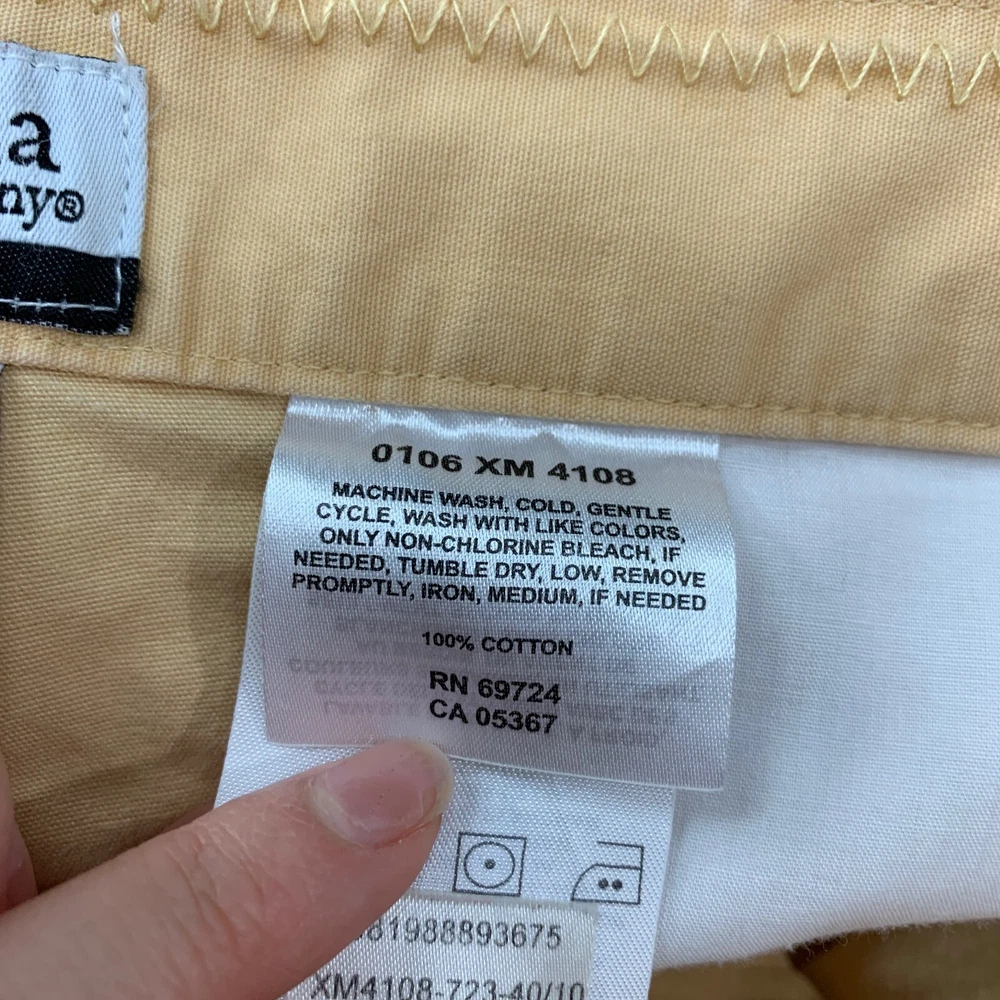 a
ny®
0106 XM 4108
MACHINE WASH, COLD, GENTLE
CYCLE, WASH WITH LIKE COLORS,
ONLY NON-CHLORINE BLEACH, IF
NEEDED, TUMBLE DRY, LOW, REMOVE
PROMPTLY, IRON, MEDIUM, IF NEEDED
100% COTTON
RN 69724
CA 05367
81988893675
XM4108-723-40/10